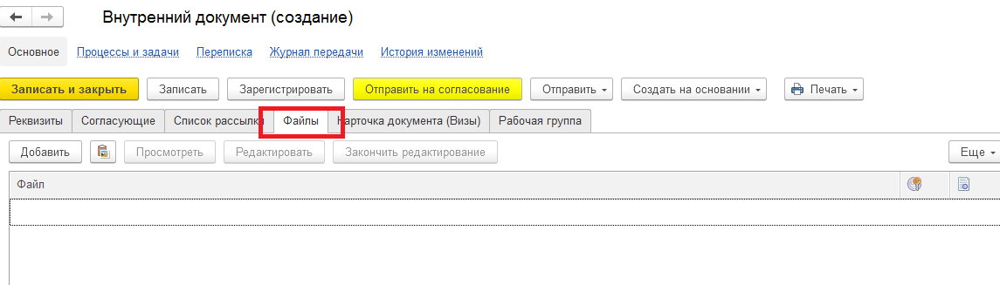 Внутренний документ (создание)
Основное Процессы и задачи Переписка Журнал передачи История изменений
Записать и закрыть Записать Зарегистрировать Отправить на согласование Отправить Создать на основании Печать
Реквизиты Согласующие Список рассылки Файлы Карточка документа (Визы) Рабочая группа
Добавить Просмотреть Редактировать Закончить редактирование Еще
Файл